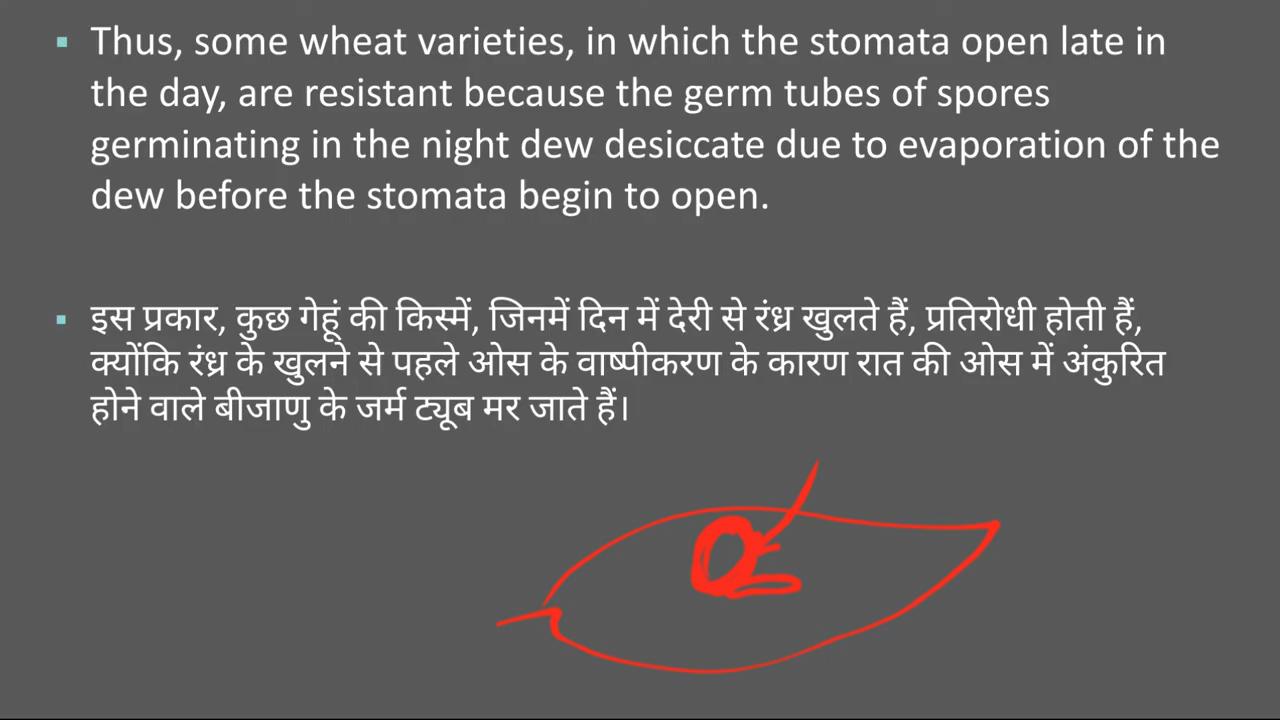 Thus, some wheat varieties, in which the stomata open late in
the day, are resistant because the germ tubes of spores
germinating in the night dew desiccate due to evaporation of the
dew before the stomata begin to open.
इस प्रकार, कुछ गेहूं की किस्में, जिनमें दिन में देरी से रंध्र खुलते हैं, प्रतिरोधी होती हैं,
क्योंकि रंध्र के खुलने से पहले ओस के वाष्पीकरण के कारण रात की ओस में अंकुरित
होने वाले बीजाणु के जर्म ट्यूब मर जाते हैं।